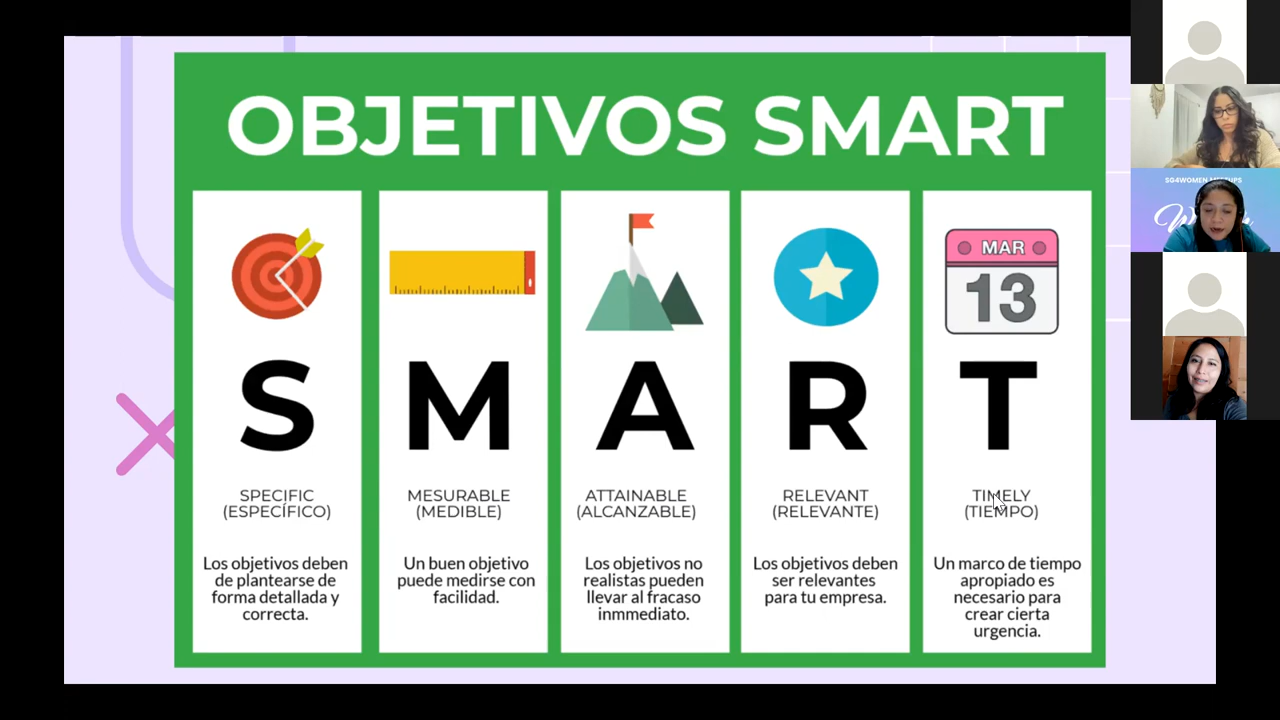 OBJETIVOS SMART
MAR
13
S
SPECIFIC
(ESPECÍFICO)
Los objetivos deben
de plantearse de
forma detallada y
correcta.
M
MESURABLE
(MEDIBLE)
Un buen objetivo
puede medirse con
facilidad.
A
ATTAINABLE
(ALCANZABLE)
Los objetivos no
realistas pueden
llevar al fracaso
inmmediato.
R
RELEVANT
(RELEVANTE)
Los objetivos deben
ser relevantes
para tu empresa.
T
TIMELY
(TIEMPO)
Un marco de tiempo
apropiado es
necesario para
crear cierta
urgencia.
SG4WOMEN MEETUPS